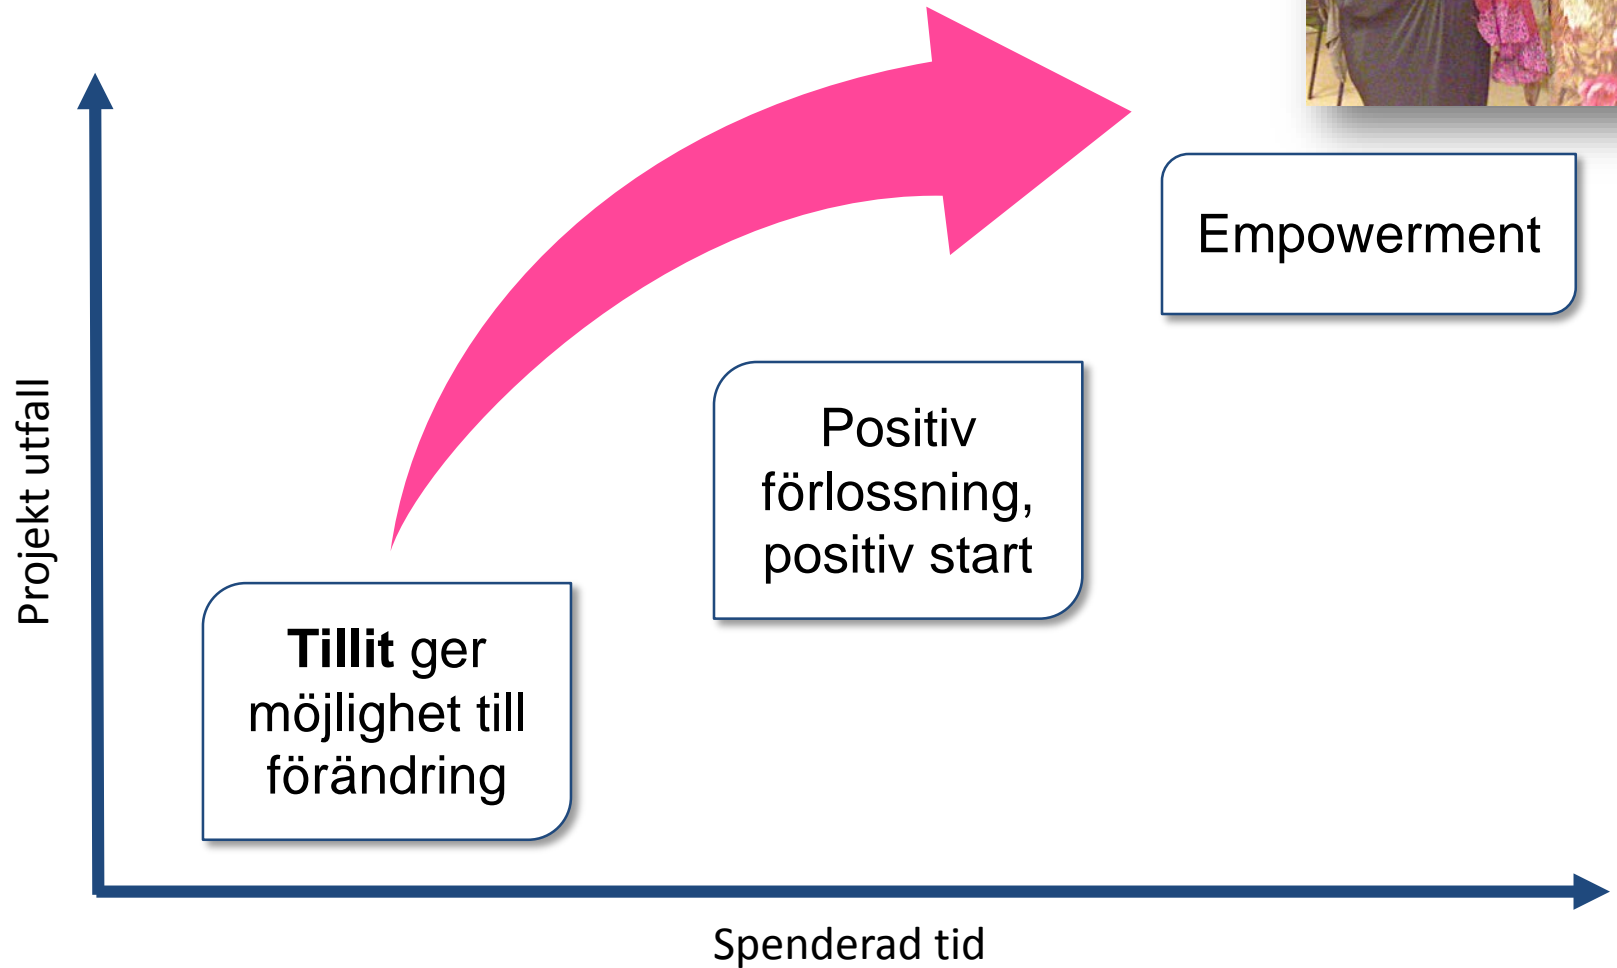 Empowerment
Positiv
förlossning,
positiv start
Tillit ger
möjlighet till
förändring
Projekt utfall
Spenderad tid